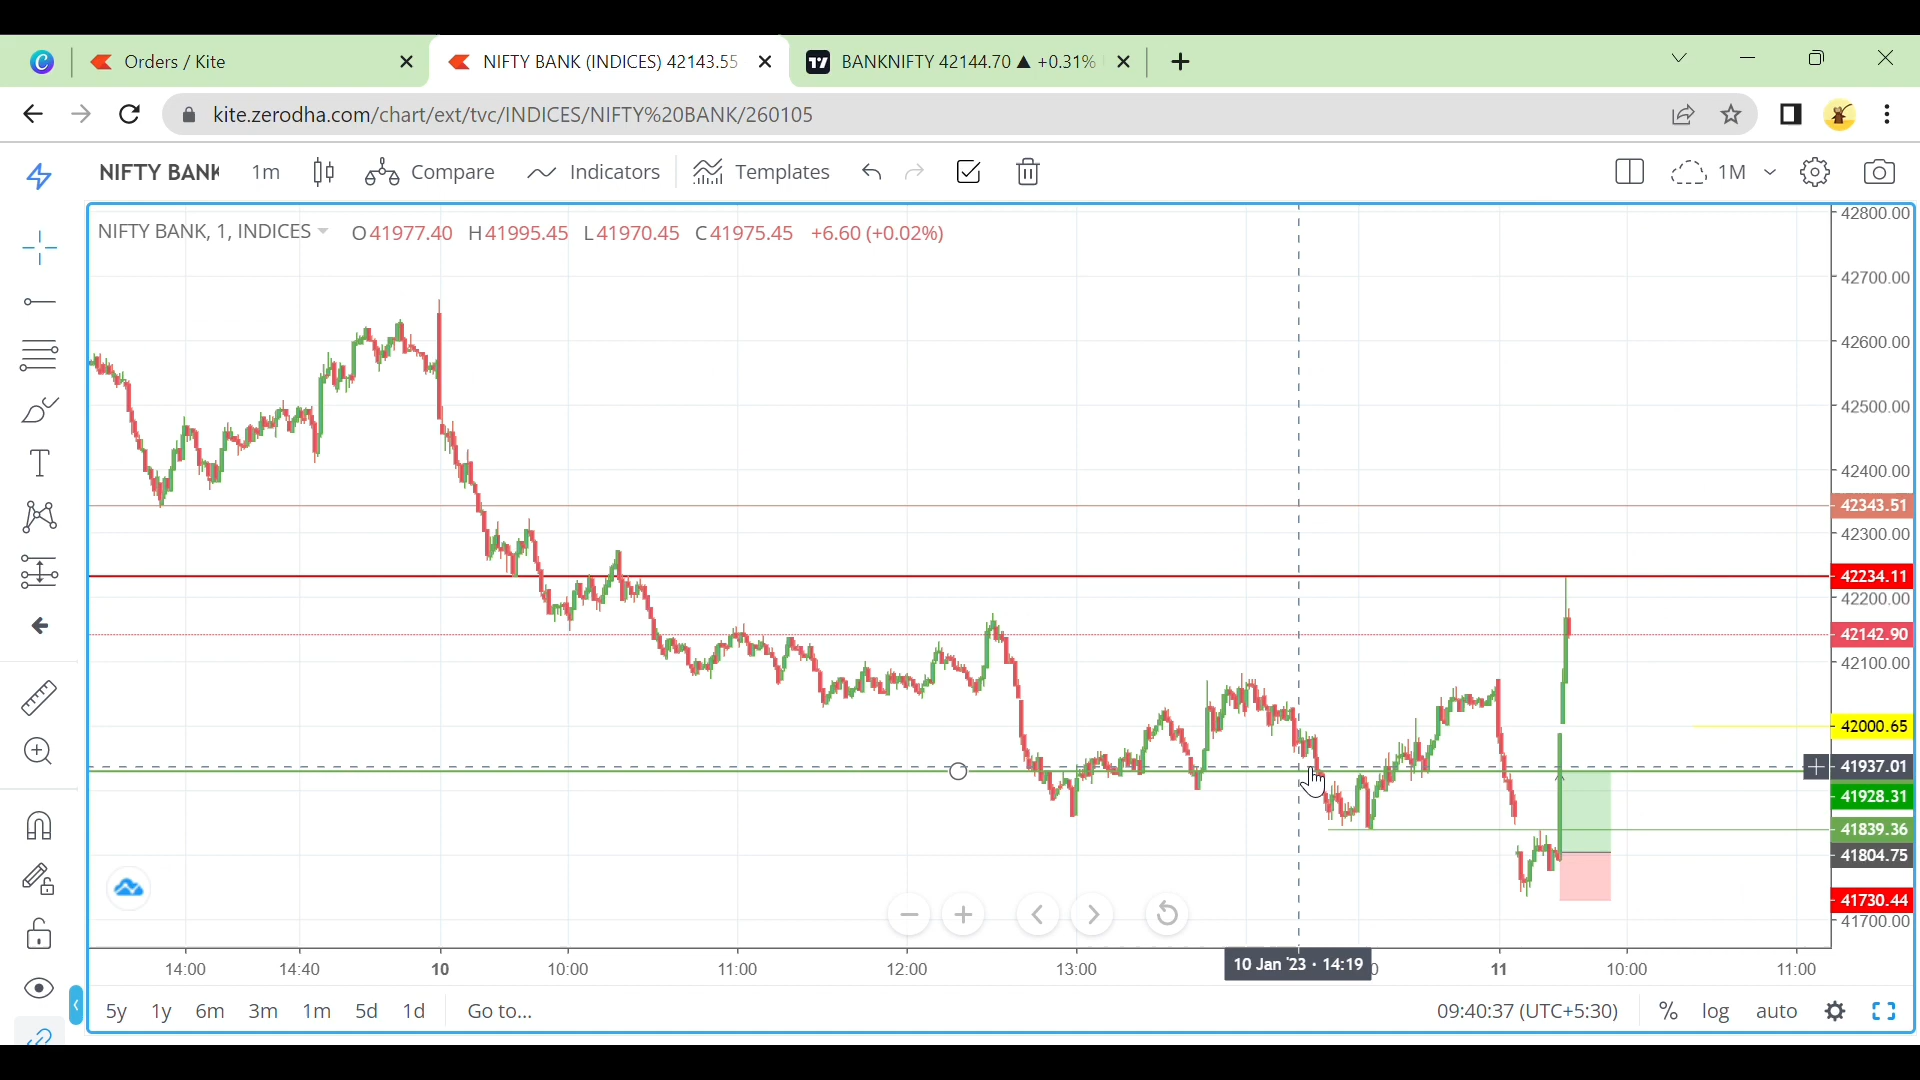 Orders / Kite
NIFTY BANK (INDICES) 42143.55
BANKNIFTY 42144.70 ▲ +0.31%
kite.zerodha.com/chart/ext/tvc/INDICES/NIFTY%20BANK/260105
NIFTY BANK 1m Compare Indicators Templates 1M
NIFTY BANK, 1, INDICES O41977.40 H41995.45 L41970.45 C41975.45 +6.60 (+0.02%)
42800.00
42700.00
42600.00
42500.00
42400.00
42343.51
42300.00
42234.11
42200.00
42142.90
42100.00
42000.65
41937.01
41928.31
41839.36
41804.75
41730.44
41700.00
14:00 14:40 10 10:00 11:00 12:00 13:00 10 Jan '23 · 14:19 11 10:00 11:00
5y 1y 6m 3m 1m 5d 1d Go to... 09:40:37 (UTC+5:30) % log auto